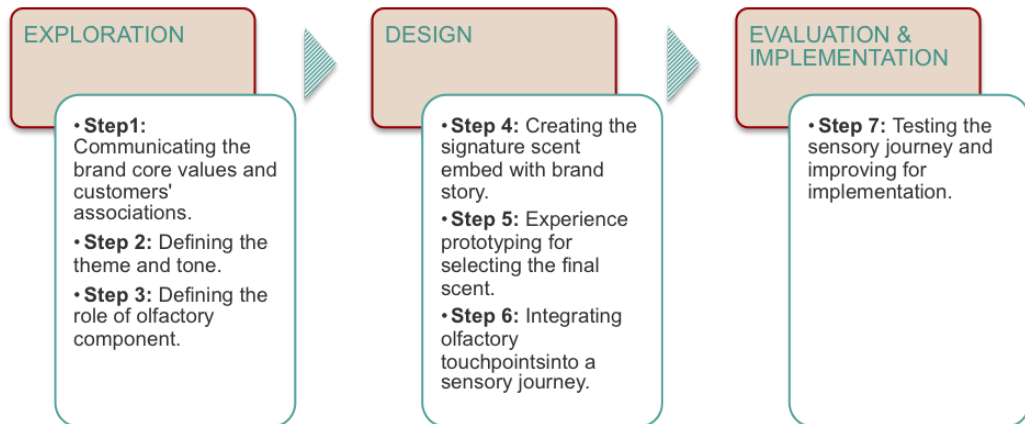 EXPLORATION
• Step1:
Communicating the
brand core values and
customers'
associations.
• Step 2: Defining the
theme and tone.
• Step 3: Defining the
role of olfactory
component.
DESIGN
• Step 4: Creating the
signature scent
embed with brand
story.
• Step 5: Experience
prototyping for
selecting the final
scent.
• Step 6: Integrating
olfactory
touchpointsinto a
sensory journey.
EVALUATION &
IMPLEMENTATION
• Step 7: Testing the
sensory journey and
improving for
implementation.